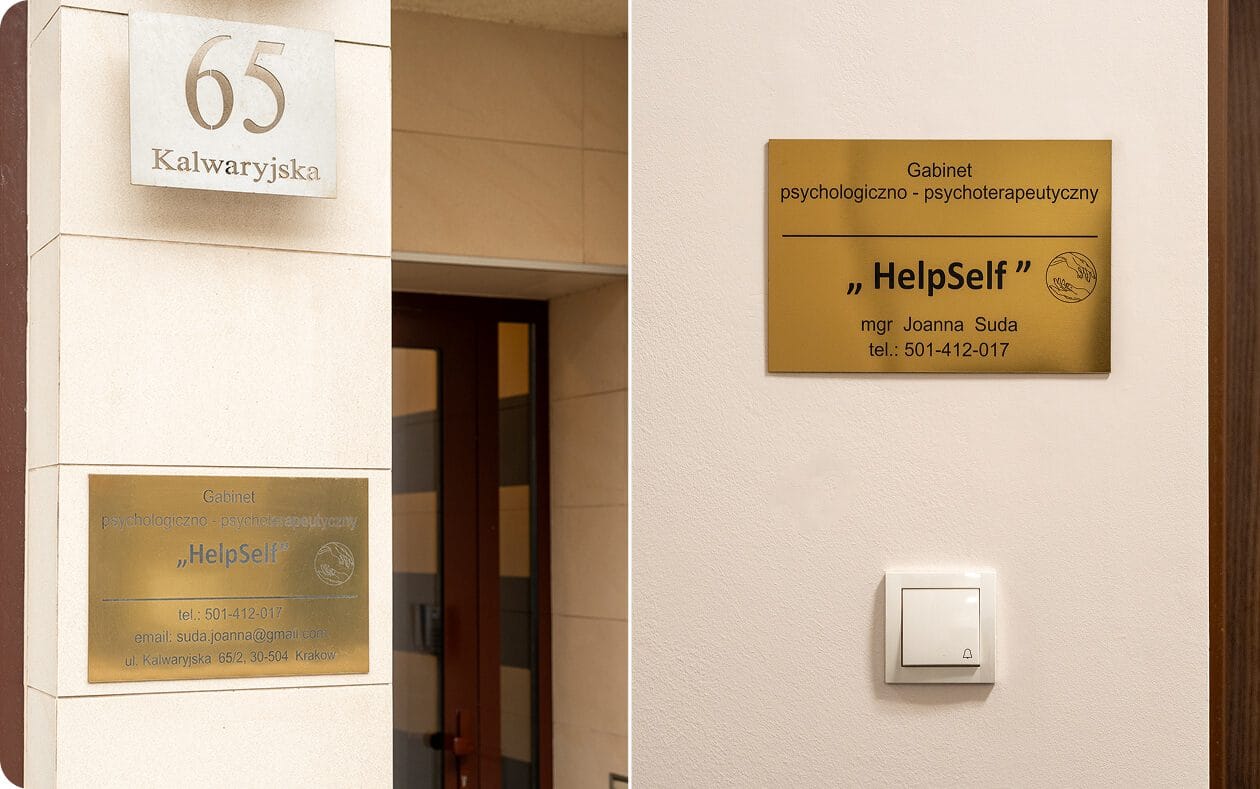 65
Kalwaryjska
Gabinet
psychologiczno - psychoterapeutyczny
„HelpSelf”
tel.: 501-412-017
email: suda.joanna@gmail.com
ul. Kalwaryjska 65/2, 30-504 Krakow
Gabinet
psychologiczno - psychoterapeutyczny
„ HelpSelf ”
mgr Joanna Suda
tel.: 501-412-017